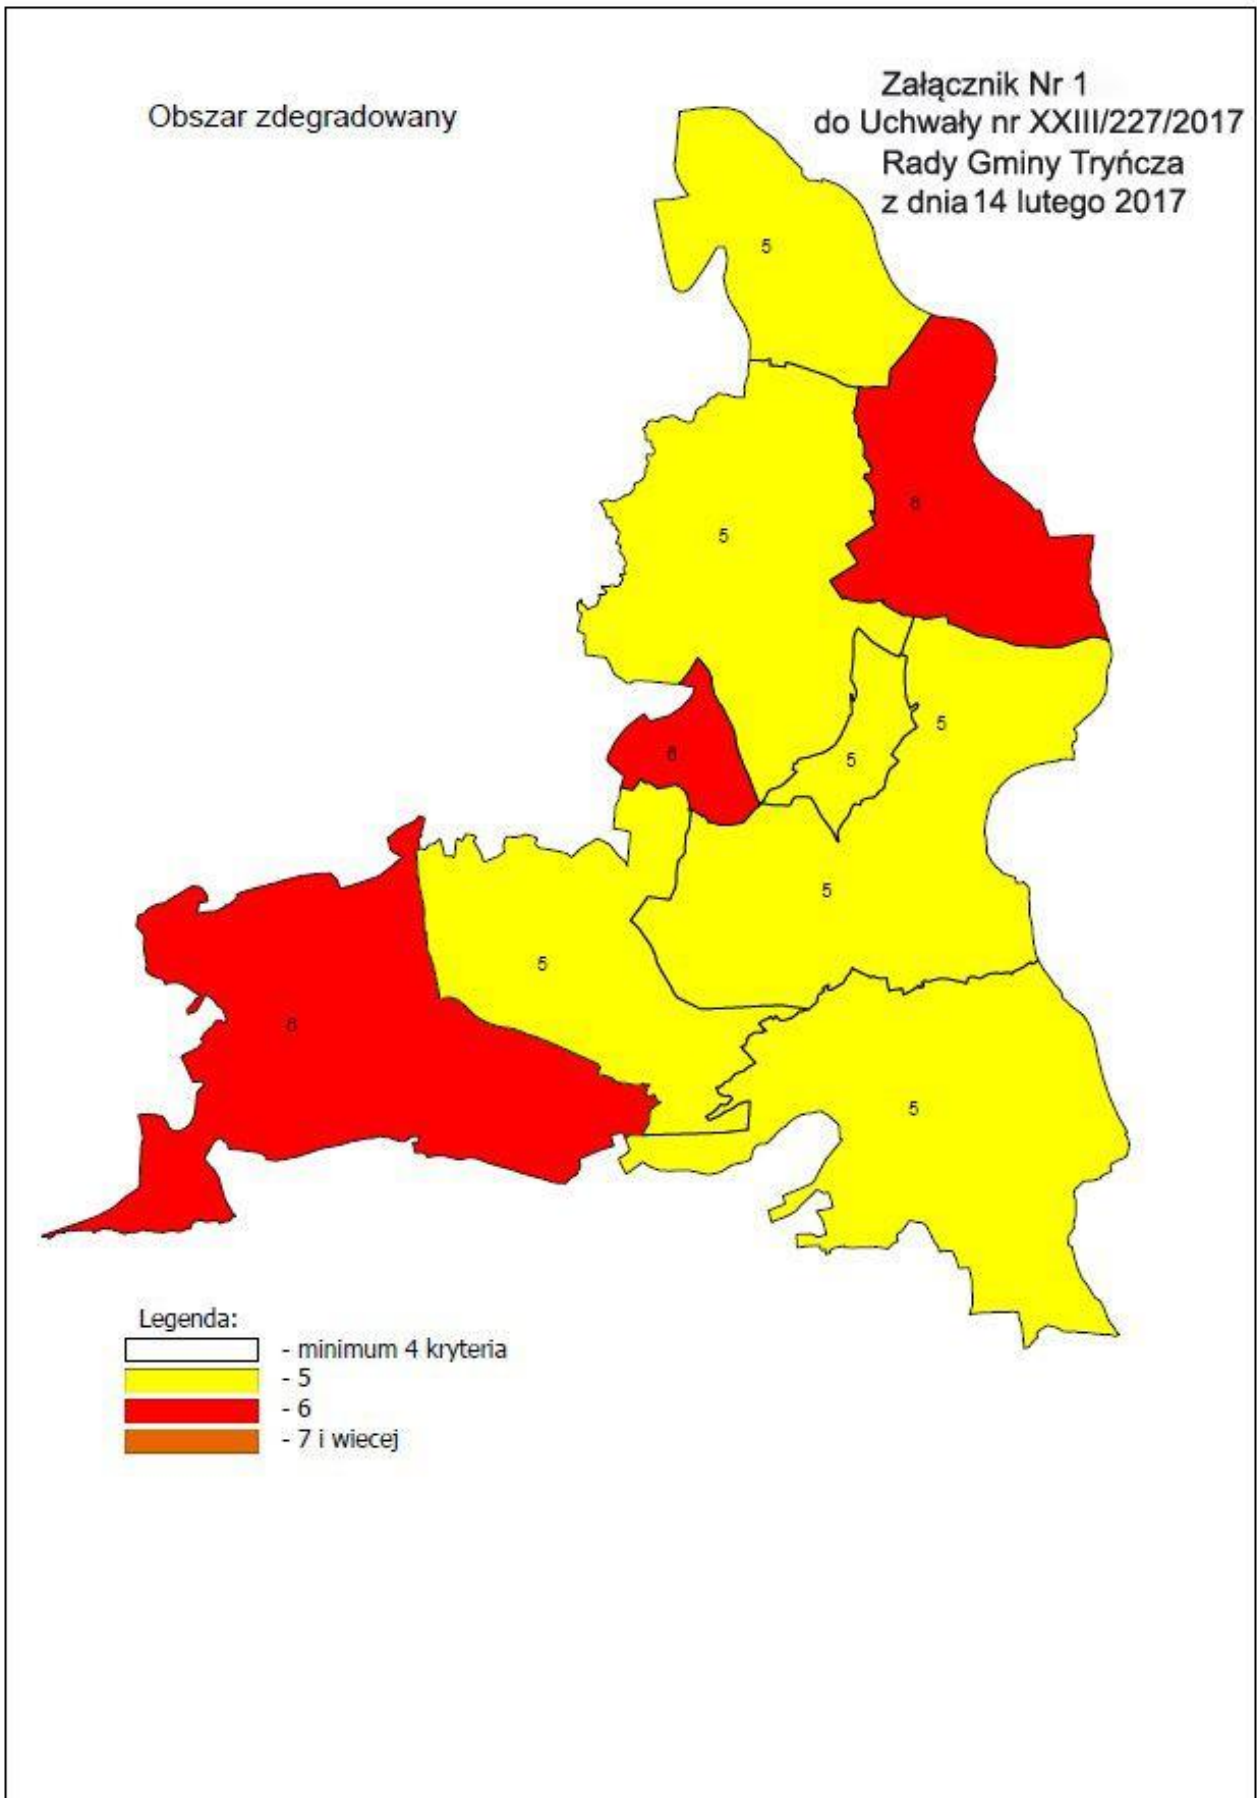 Załącznik Nr 1
do Uchwały nr XXIII/227/2017
Rady Gminy Tryńcza
z dnia 14 lutego 2017
Obszar zdegradowany
5
6
5
5
6
5
5
5
6
5
Legenda:
- minimum 4 kryteria
- 5
- 6
- 7 i wiecej